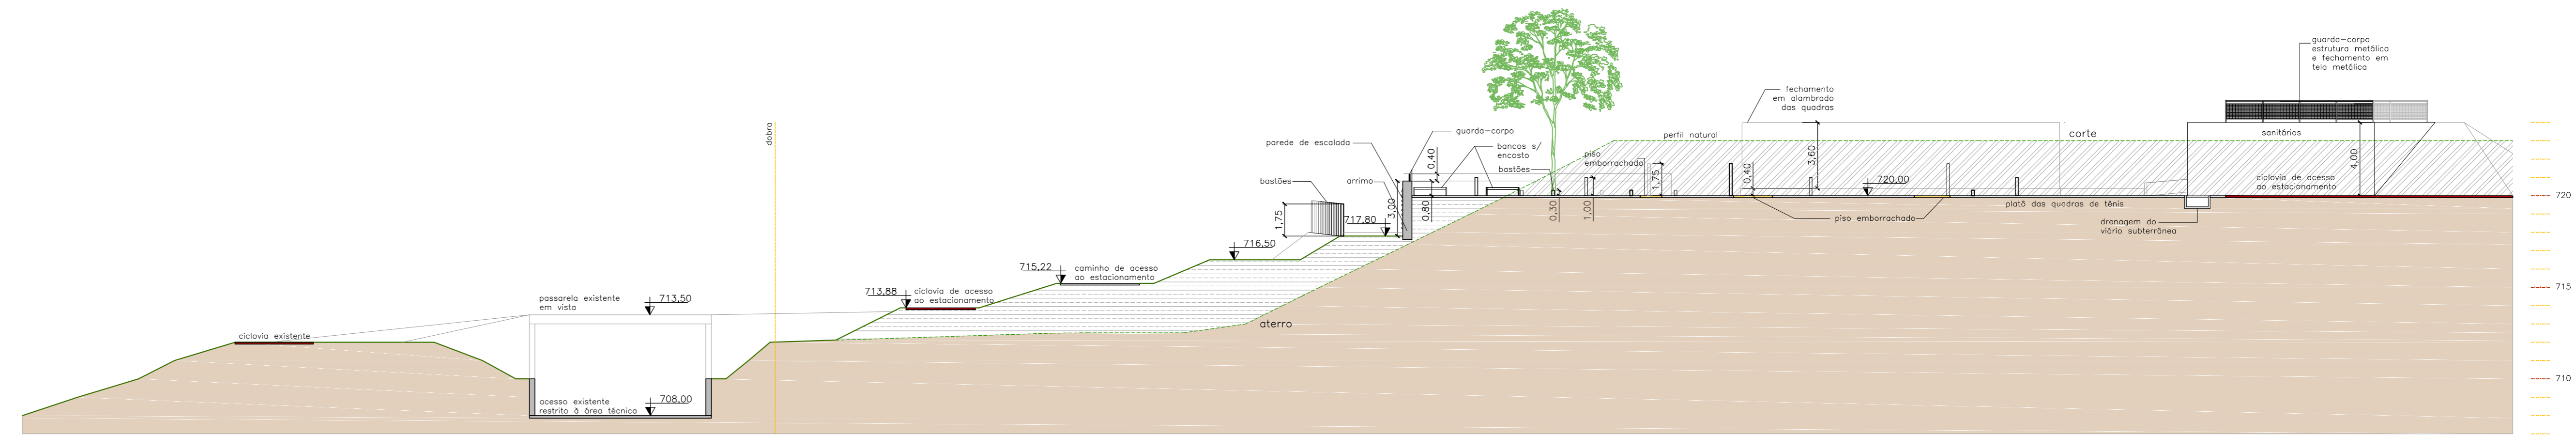 ciclovia existente
passarela existente
em vista
713,50
acesso existente
restrito à área técnica
708,00
dobra
713,88
ciclovia de acesso
ao estacionamento
715,22
caminho de acesso
ao estacionamento
716,50
aterro
bastões
1,75
717,80
parede de escalada
arrimo
3,00
guarda-corpo
0,40
0,80
bancos s/
encosto
bastões
0,30
1,00
piso
emborrachado
1,75
perfil natural
fechamento
em alambrado
das quadras
0,40
3,60
piso emborrachado
720,00
corte
platô das quadras de tênis
drenagem do
viário subterrânea
guarda-corpo
estrutura metálica
e fechamento em
tela metálica
sanitários
4,00
ciclovia de acesso
ao estacionamento
720
715
710